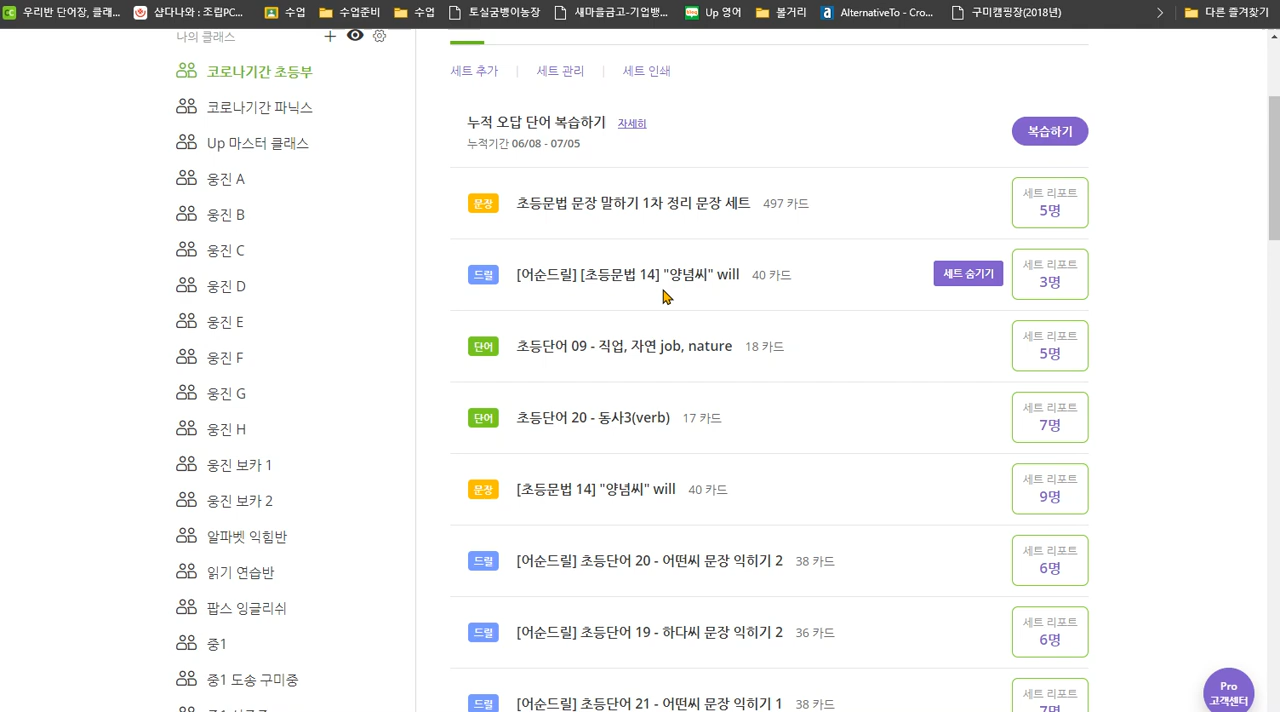 우리반 단어장, 클래... 샵다나와 : 조립PC... 수업 수업준비 수업 토실궁뱅이농장 새마을금고-기업뱅... Up 영어 볼거리 AlternativeTo - Cro... 구미캠핑장(2018년) 다른 즐겨찾기
나의 클래스
코로나기간 초등부
코로나기간 파닉스
Up 마스터 클래스
웅진 A
웅진 B
웅진 C
웅진 D
웅진 E
웅진 F
웅진 G
웅진 H
웅진 보카 1
웅진 보카 2
알파벳 익힘반
읽기 연습반
팝스 잉글리쉬
중1
중1 도송 구미중
세트 추가 | 세트 관리 | 세트 인쇄
누적 오답 단어 복습하기 자세히
누적기간 06/08 - 07/05
복습하기
문장 초등문법 문장 말하기 1차 정리 문장 세트 497 카드
세트 리포트
5명
드릴 [어순드릴] [초등문법 14] "양념씨" will 40 카드 세트 숨기기
세트 리포트
3명
단어 초등단어 09 - 직업, 자연 job, nature 18 카드
세트 리포트
5명
단어 초등단어 20 - 동사3(verb) 17 카드
세트 리포트
7명
문장 [초등문법 14] "양념씨" will 40 카드
세트 리포트
9명
드릴 [어순드릴] 초등단어 20 - 어떤씨 문장 익히기 2 38 카드
세트 리포트
6명
드릴 [어순드릴] 초등단어 19 - 하다씨 문장 익히기 2 36 카드
세트 리포트
6명
드릴 [어순드릴] 초등단어 21 - 어떤씨 문장 익히기 1 38 카드
세트 리포트
7명
Pro
고객센터